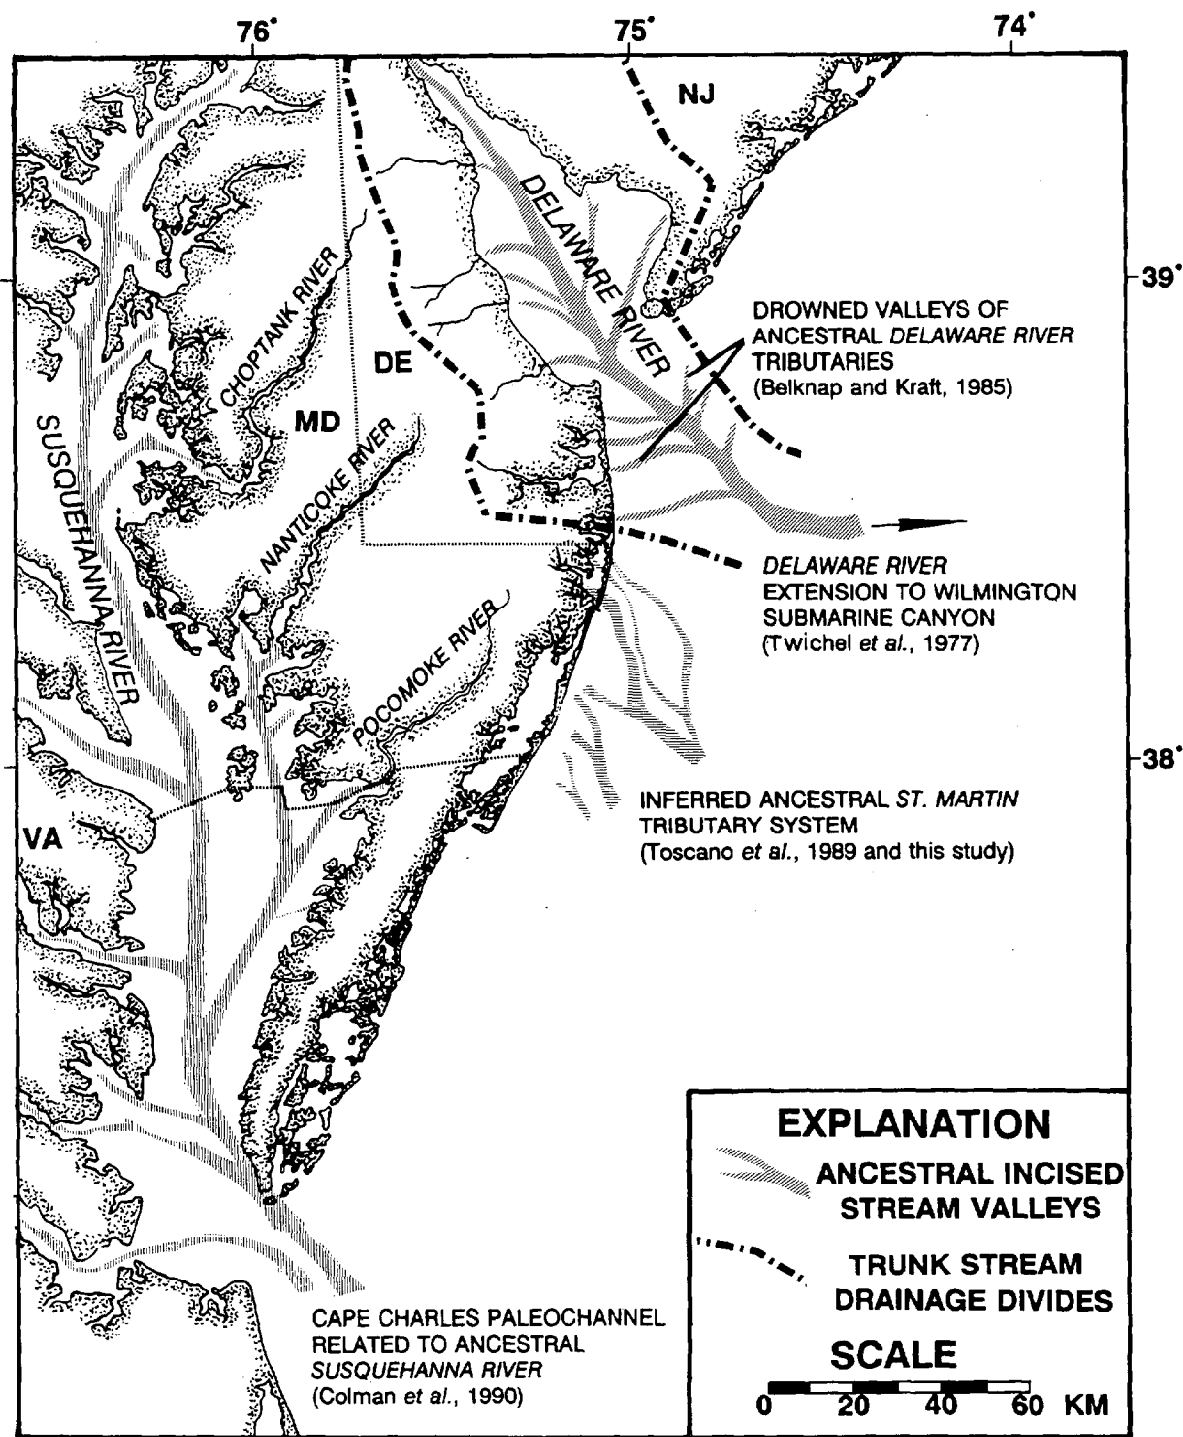 76°
75°
74°
NJ
DELAWARE RIVER
39°
DROWNED VALLEYS OF
ANCESTRAL DELAWARE RIVER
TRIBUTARIES
(Belknap and Kraft, 1985)
CHOPTANK RIVER
DE
MD
SUSQUEHANNA RIVER
NANTICOKE RIVER
DELAWARE RIVER
EXTENSION TO WILMINGTON
SUBMARINE CANYON
(Twichel et al., 1977)
POCOMOKE RIVER
38°
INFERRED ANCESTRAL ST. MARTIN
TRIBUTARY SYSTEM
(Toscano et al., 1989 and this study)
VA
EXPLANATION
ANCESTRAL INCISED
STREAM VALLEYS
TRUNK STREAM
DRAINAGE DIVIDES
SCALE
0 20 40 60 KM
CAPE CHARLES PALEOCHANNEL
RELATED TO ANCESTRAL
SUSQUEHANNA RIVER
(Colman et al., 1990)